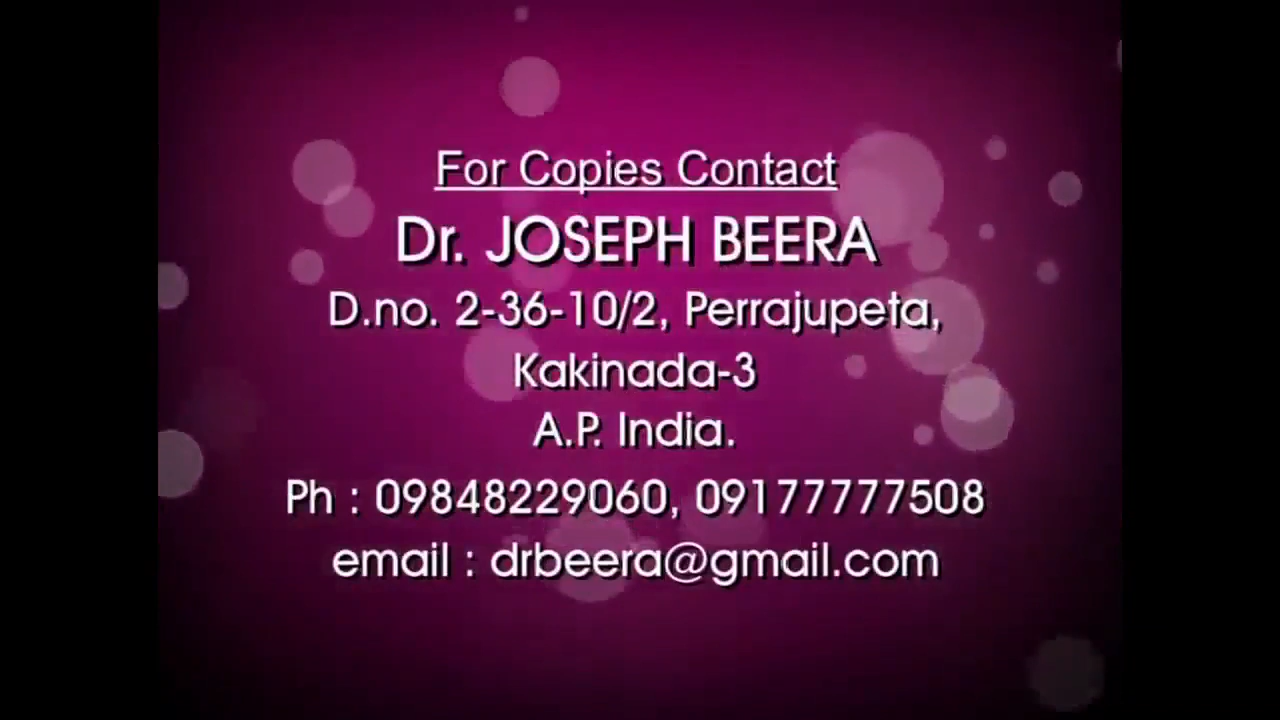 For Copies Contact
Dr. JOSEPH BEERA
D.no. 2-36-10/2, Perrajupeta,
Kakinada-3
A.P. India.
Ph : 09848229060, 09177777508
email : drbeera@gmail.com